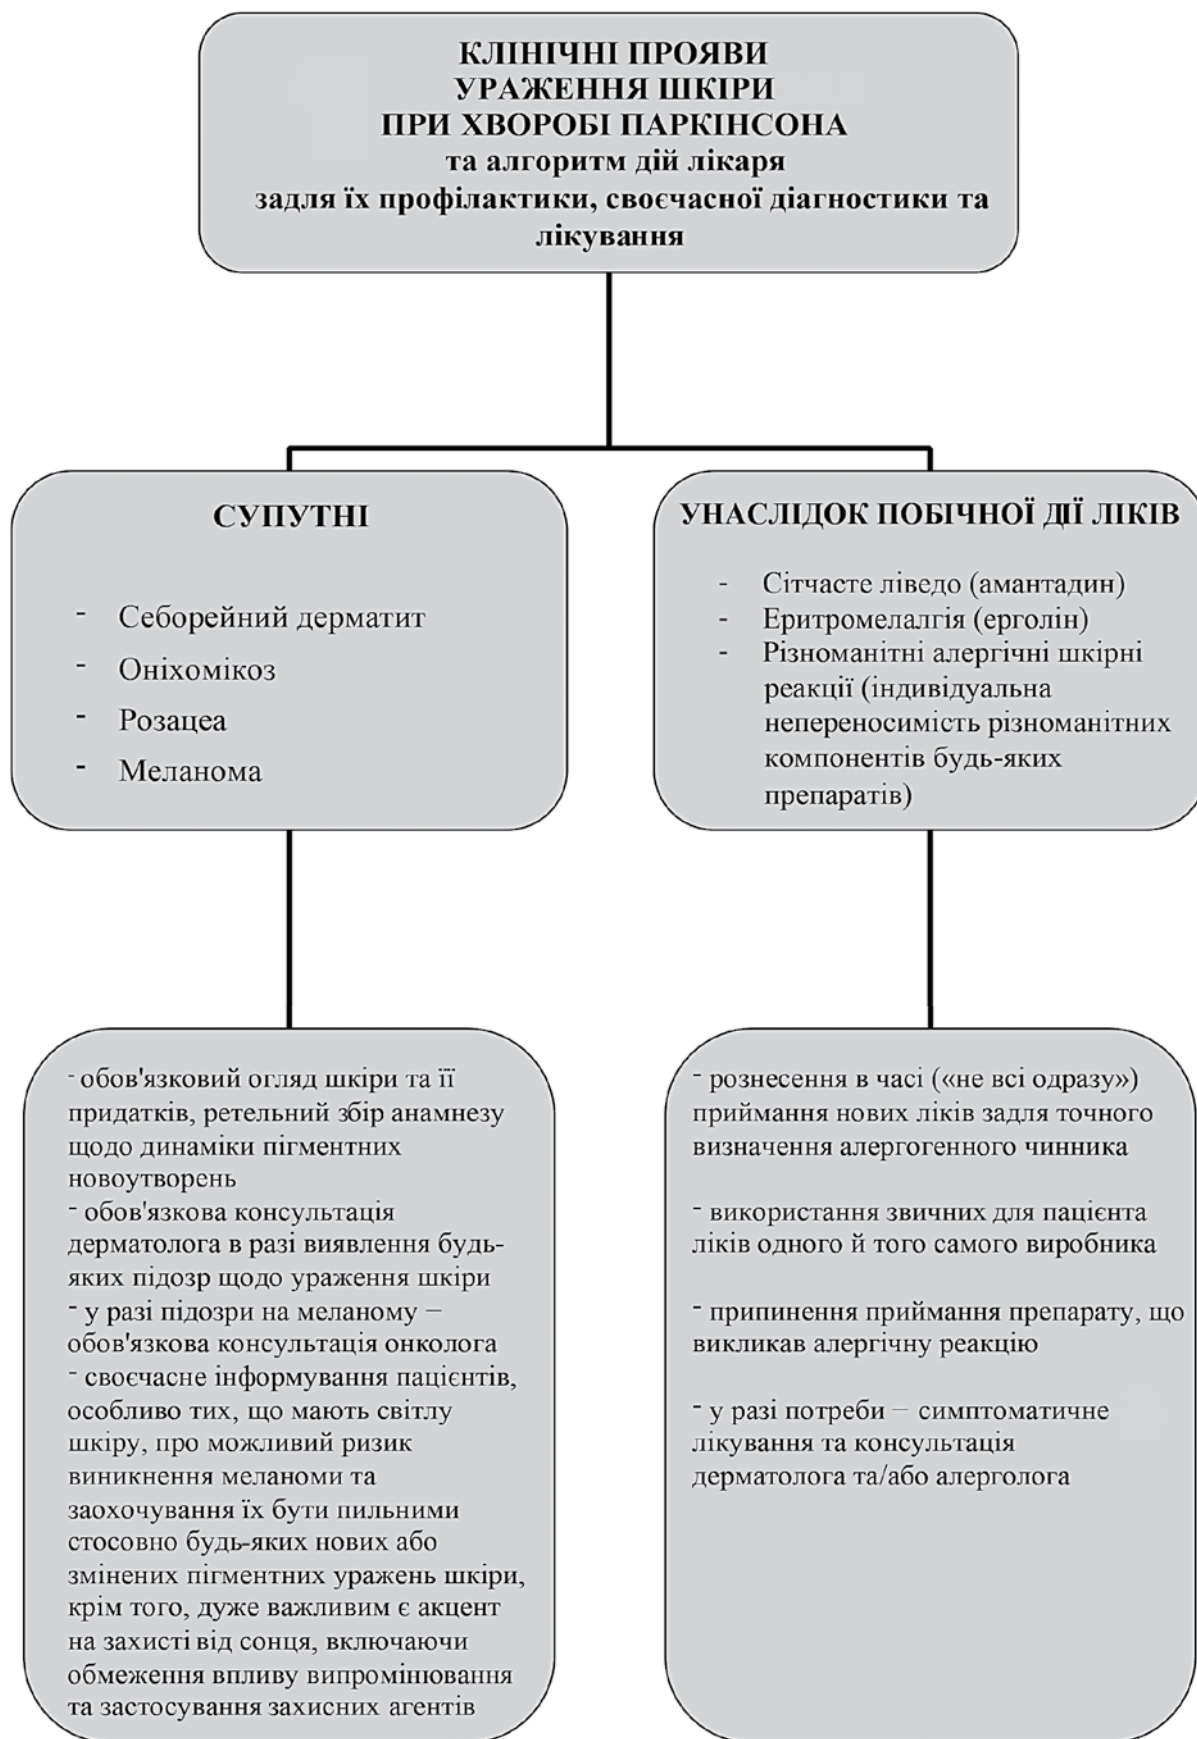 КЛІНІЧНІ ПРОЯВИ
УРАЖЕННЯ ШКІРИ
ПРИ ХВОРОБІ ПАРКІНСОНА
та алгоритм дій лікаря
задля їх профілактики, своєчасної діагностики та
лікування
СУПУТНІ
- Себорейний дерматит
- Оніхомікоз
- Розацеа
- Меланома
УНАСЛІДОК ПОБІЧНОЇ ДІЇ ЛІКІВ
- Сітчасте ліведо (амантадин)
- Еритромелалгія (ерголін)
- Різноманітні алергічні шкірні
реакції (індивідуальна
непереносимість різноманітних
компонентів будь-яких
препаратів)
- обов'язковий огляд шкіри та її
придатків, ретельний збір анамнезу
щодо динаміки пігментних
новоутворень
- обов'язкова консультація
дерматолога в разі виявлення будь-
яких підозр щодо ураження шкіри
- у разі підозри на меланому –
обов'язкова консультація онколога
- своєчасне інформування пацієнтів,
особливо тих, що мають світлу
шкіру, про можливий ризик
виникнення меланоми та
заохочування їх бути пильними
стосовно будь-яких нових або
змінених пігментних уражень шкіри,
крім того, дуже важливим є акцент
на захисті від сонця, включаючи
обмеження впливу випромінювання
та застосування захисних агентів
- рознесення в часі («не всі одразу»)
приймання нових ліків задля точного
визначення алергогенного чинника
- використання звичних для пацієнта
ліків одного й того самого виробника
- припинення приймання препарату, що
викликав алергічну реакцію
- у разі потреби – симптоматичне
лікування та консультація
дерматолога та/або алерголога